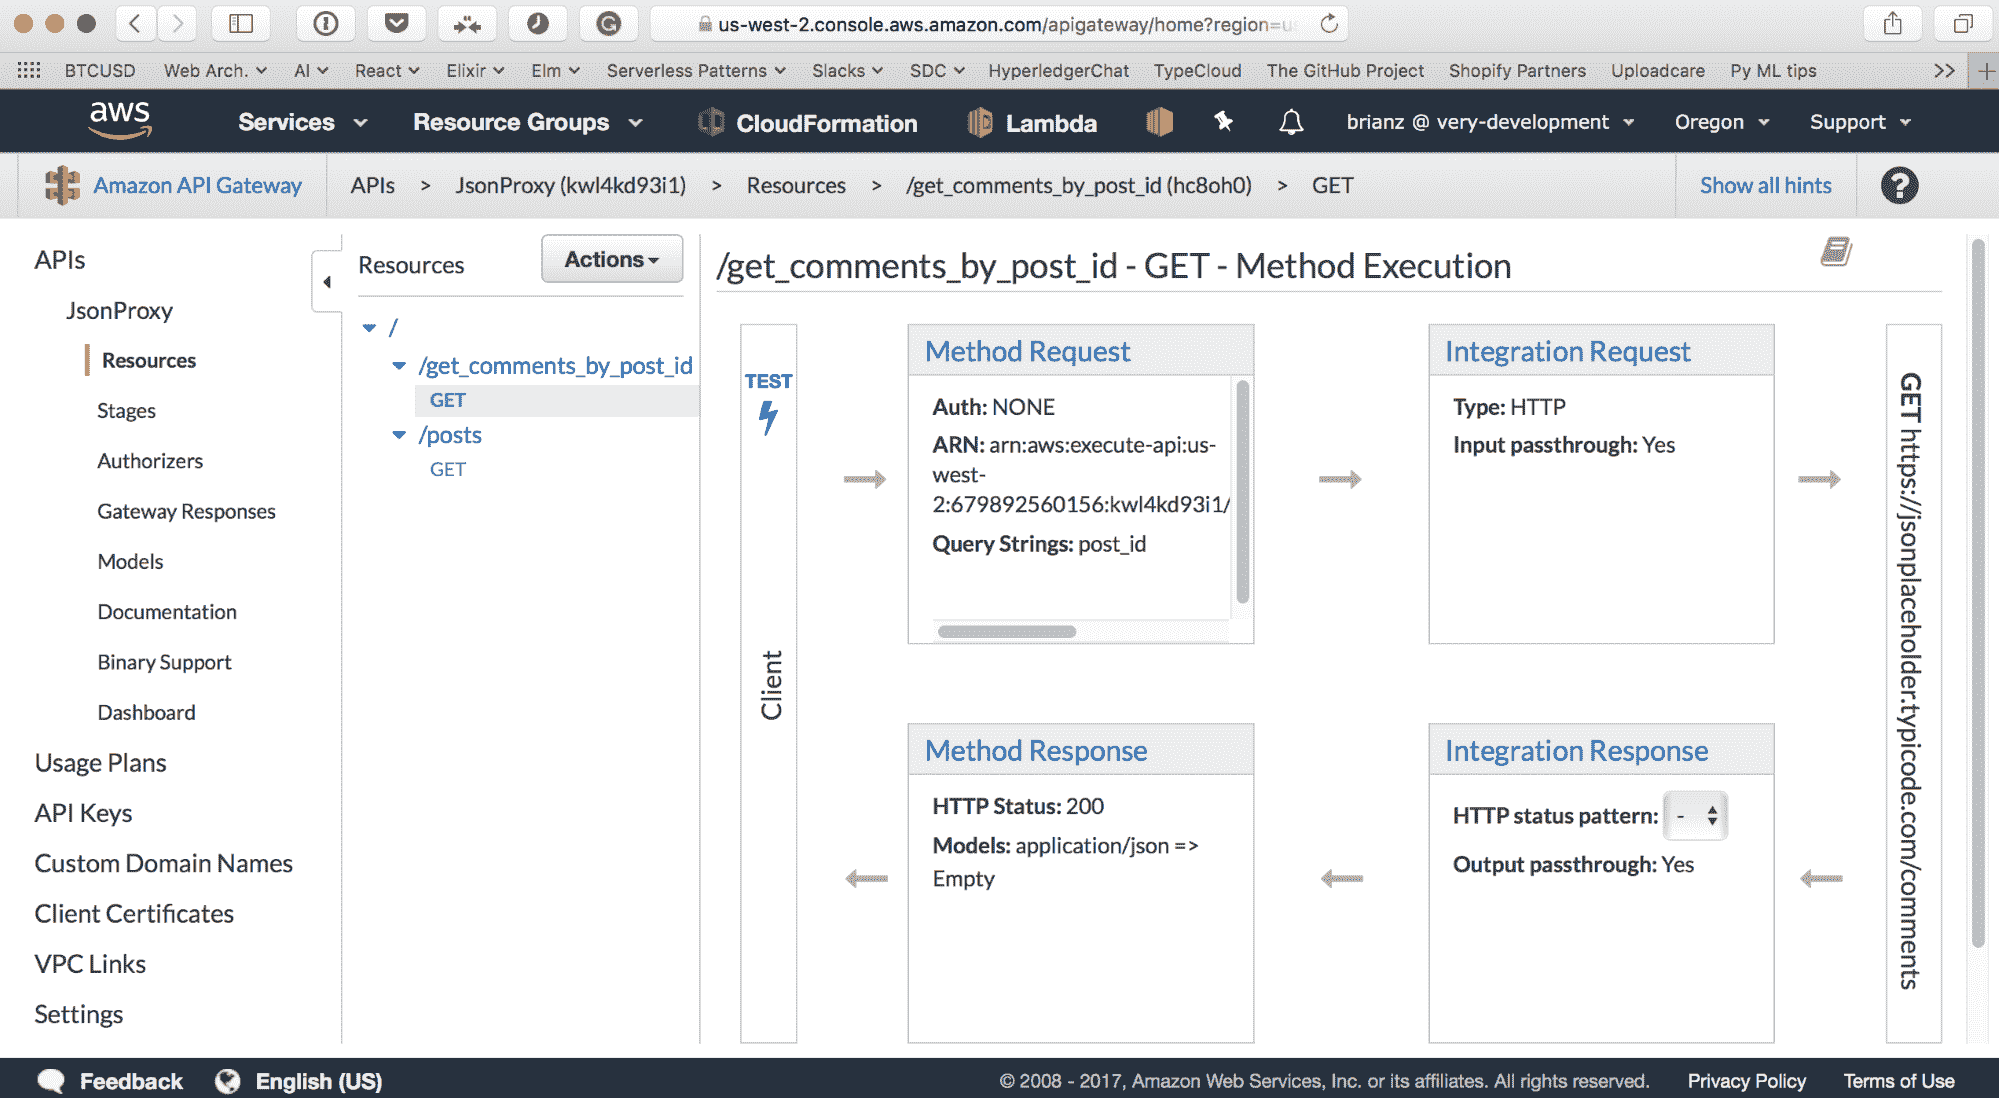 us-west-2.console.aws.amazon.com/apigateway/home?region=us
BTCUSD Web Arch. AI React Elixir Elm Serverless Patterns Slacks SDC HyperledgerChat TypeCloud The GitHub Project Shopify Partners Uploadcare Py ML tips >> +
aws Services Resource Groups CloudFormation Lambda brianz @ very-development Oregon Support
Amazon API Gateway APIs > JsonProxy (kwl4kd93i1) > Resources > /get_comments_by_post_id (hc8oh0) > GET Show all hints ?
APIs
JsonProxy
Resources
Stages
Authorizers
Gateway Responses
Models
Documentation
Binary Support
Dashboard
Usage Plans
API Keys
Custom Domain Names
Client Certificates
VPC Links
Settings
Resources Actions
/
/get_comments_by_post_id
GET
/posts
GET
/get_comments_by_post_id - GET - Method Execution
TEST
Client
Method Request
Auth: NONE
ARN: arn:aws:execute-api:us-
west-
2:679892560156:kwl4kd93i1/
Query Strings: post_id
Integration Request
Type: HTTP
Input passthrough: Yes
Method Response
HTTP Status: 200
Models: application/json =>
Empty
Integration Response
HTTP status pattern: -
Output passthrough: Yes
GET https://jsonplaceholder.typicode.com/comments
Feedback English (US) © 2008 - 2017, Amazon Web Services, Inc. or its affiliates. All rights reserved. Privacy Policy Terms of Use